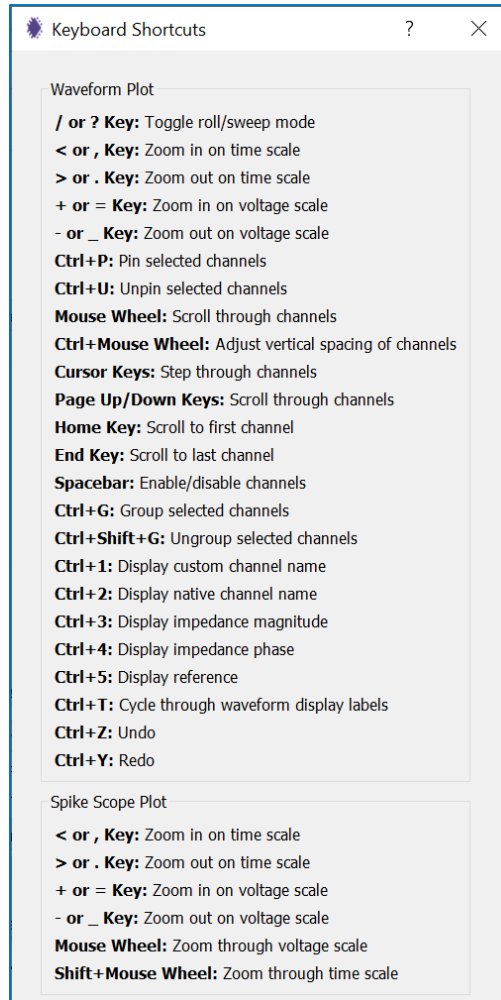 Keyboard Shortcuts ?
Waveform Plot
/ or ? Key: Toggle roll/sweep mode
< or , Key: Zoom in on time scale
> or . Key: Zoom out on time scale
+ or = Key: Zoom in on voltage scale
- or _ Key: Zoom out on voltage scale
Ctrl+P: Pin selected channels
Ctrl+U: Unpin selected channels
Mouse Wheel: Scroll through channels
Ctrl+Mouse Wheel: Adjust vertical spacing of channels
Cursor Keys: Step through channels
Page Up/Down Keys: Scroll through channels
Home Key: Scroll to first channel
End Key: Scroll to last channel
Spacebar: Enable/disable channels
Ctrl+G: Group selected channels
Ctrl+Shift+G: Ungroup selected channels
Ctrl+1: Display custom channel name
Ctrl+2: Display native channel name
Ctrl+3: Display impedance magnitude
Ctrl+4: Display impedance phase
Ctrl+5: Display reference
Ctrl+T: Cycle through waveform display labels
Ctrl+Z: Undo
Ctrl+Y: Redo
Spike Scope Plot
< or , Key: Zoom in on time scale
> or . Key: Zoom out on time scale
+ or = Key: Zoom in on voltage scale
- or _ Key: Zoom out on voltage scale
Mouse Wheel: Zoom through voltage scale
Shift+Mouse Wheel: Zoom through time scale